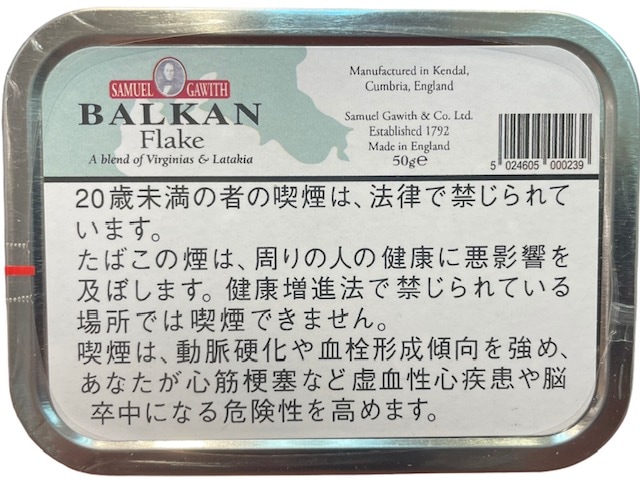 SAMUEL GAWITH
BALKAN
Flake
A blend of Virginias & Latakia
Manufactured in Kendal,
Cumbria, England
Samuel Gawith & Co. Ltd.
Established 1792
Made in England
50g℮
5 024605 000239
20歳未満の者の喫煙は、法律で禁じられて
います。
たばこの煙は、周りの人の健康に悪影響を
及ぼします。健康増進法で禁じられている
場所では喫煙できません。
喫煙は、動脈硬化や血栓形成傾向を強め、
あなたが心筋梗塞など虚血性心疾患や脳
卒中になる危険性を高めます。